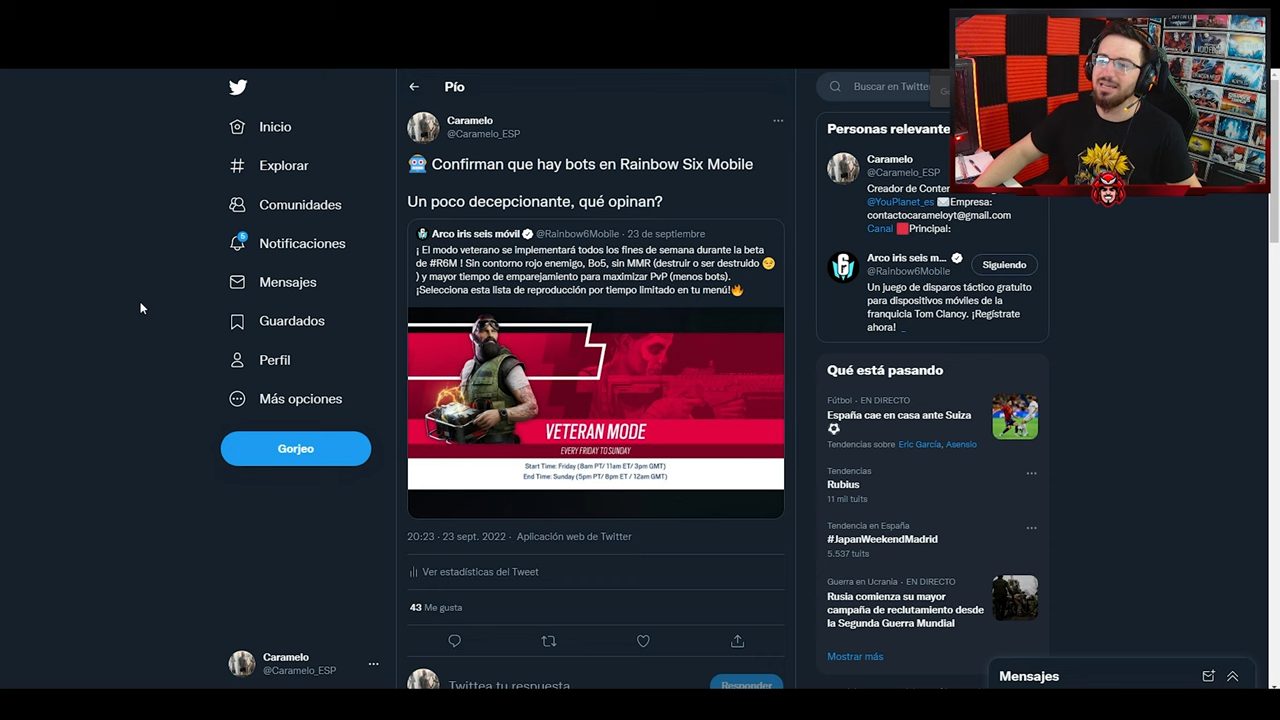 Inicio
Explorar
Comunidades
5
Notificaciones
Mensajes
Guardados
Perfil
Más opciones
Gorjeo
Caramelo
@Caramelo_ESP
Pío
Caramelo
@Caramelo_ESP
Confirman que hay bots en Rainbow Six Mobile
Un poco decepcionante, qué opinan?
Arco iris seis móvil @Rainbow6Mobile · 23 de septiembre
¡ El modo veterano se implementará todos los fines de semana durante la beta
de #R6M ! Sin contorno rojo enemigo, Bo5, sin MMR (destruir o ser destruido
) y mayor tiempo de emparejamiento para maximizar PvP (menos bots).
¡Selecciona esta lista de reproducción por tiempo limitado en tu menú!
VETERAN MODE
EVERY FRIDAY TO SUNDAY
Start Time: Friday (8am PT/ 11am ET/ 3pm GMT)
End Time: Sunday (5pm PT/ 8pm ET / 12am GMT)
20:23 · 23 sept. 2022 · Aplicación web de Twitter
Ver estadísticas del Tweet
43 Me gusta
Twittea tu respuesta
Responder
Buscar en Twitte
Personas relevante
Caramelo
@Caramelo_ESP
Creador de Conter
@YouPlanet_es Empresa:
contactocarameloyt@gmail.com
Canal Principal:
Arco iris seis m...
@Rainbow6Mobile
Siguiendo
Un juego de disparos táctico gratuito
para dispositivos móviles de la
franquicia Tom Clancy. ¡Regístrate
ahora!
Qué está pasando
Fútbol · EN DIRECTO
España cae en casa ante Suiza
Tendencias sobre Eric García, Asensio
Tendencias
Rubius
11 mil tuits
Tendencia en España
#JapanWeekendMadrid
5.537 tuits
Guerra en Ucrania · EN DIRECTO
Rusia comienza su mayor
campaña de reclutamiento desde
la Segunda Guerra Mundial
Mostrar más
Mensajes